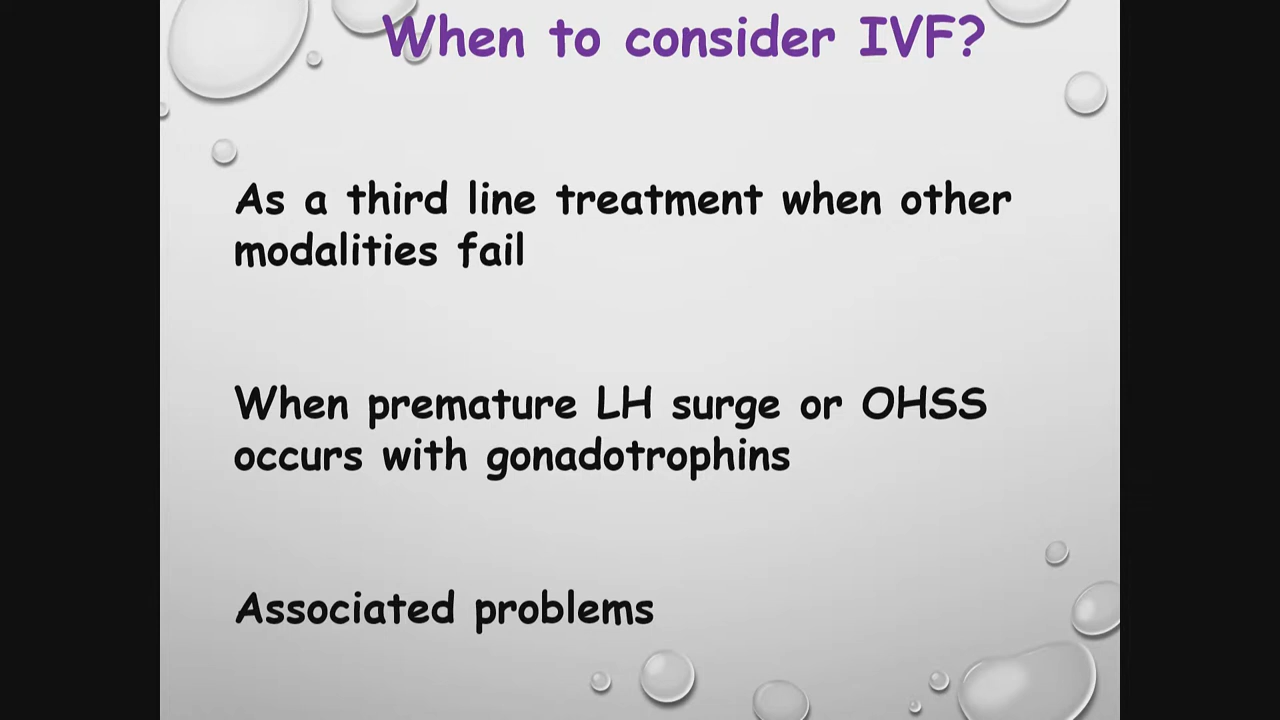 When to consider IVF?
As a third line treatment when other
modalities fail
When premature LH surge or OHSS
occurs with gonadotrophins
Associated problems